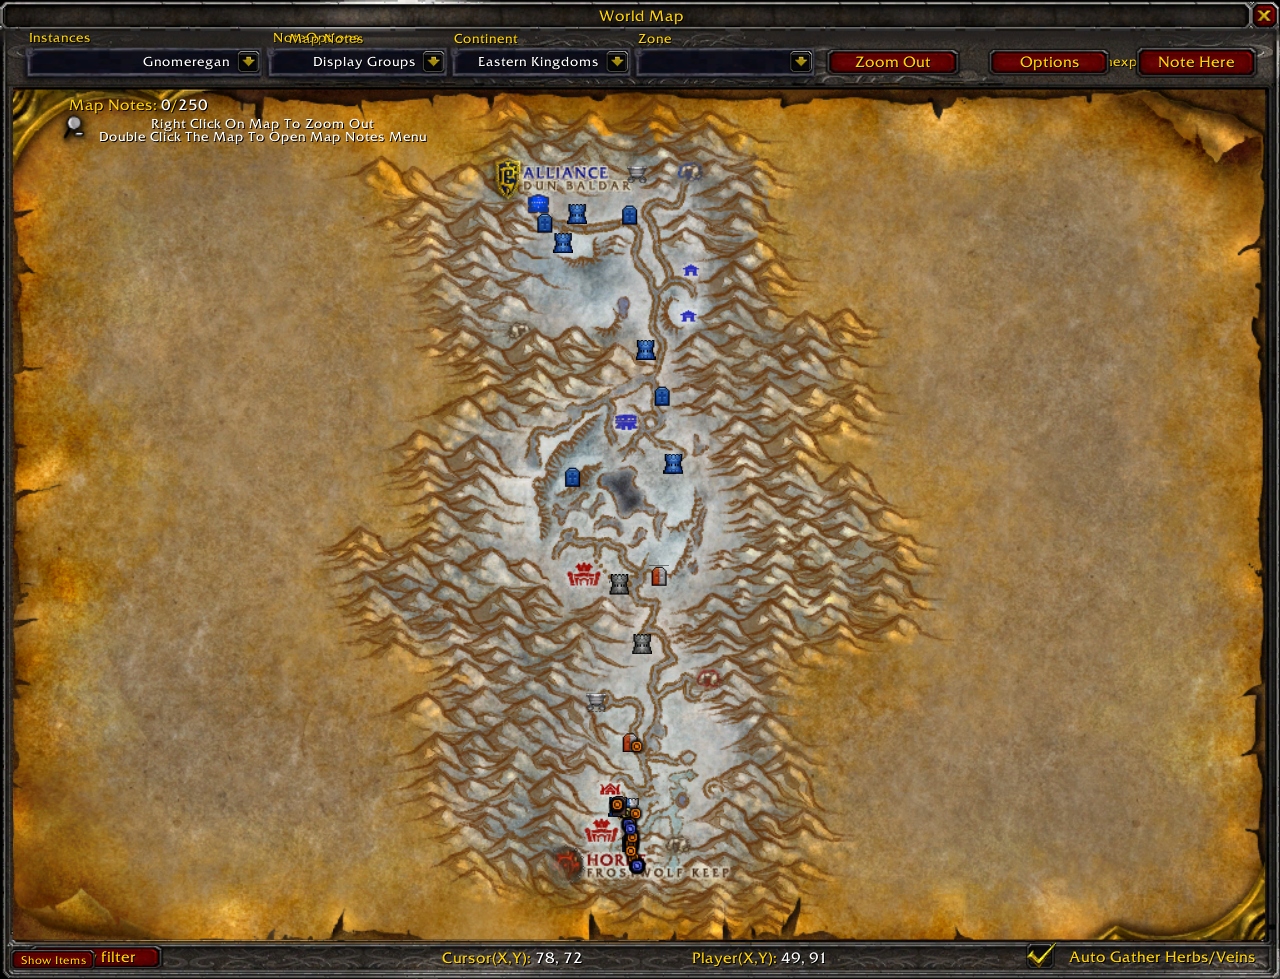 World Map
Instances
Map Notes
Continent
Zone
Gnomeregan
Display Groups
Eastern Kingdoms
Zoom Out
Options
Note Here
Map Notes: 0/250
Right Click On Map To Zoom Out
Double Click The Map To Open Map Notes Menu
ALLIANCE
DUN BALDAR
FROSTWOLF KEEP
Show Items
filter
Cursor(X,Y): 78, 72
Player(X,Y): 49, 91
Auto Gather Herbs/Veins